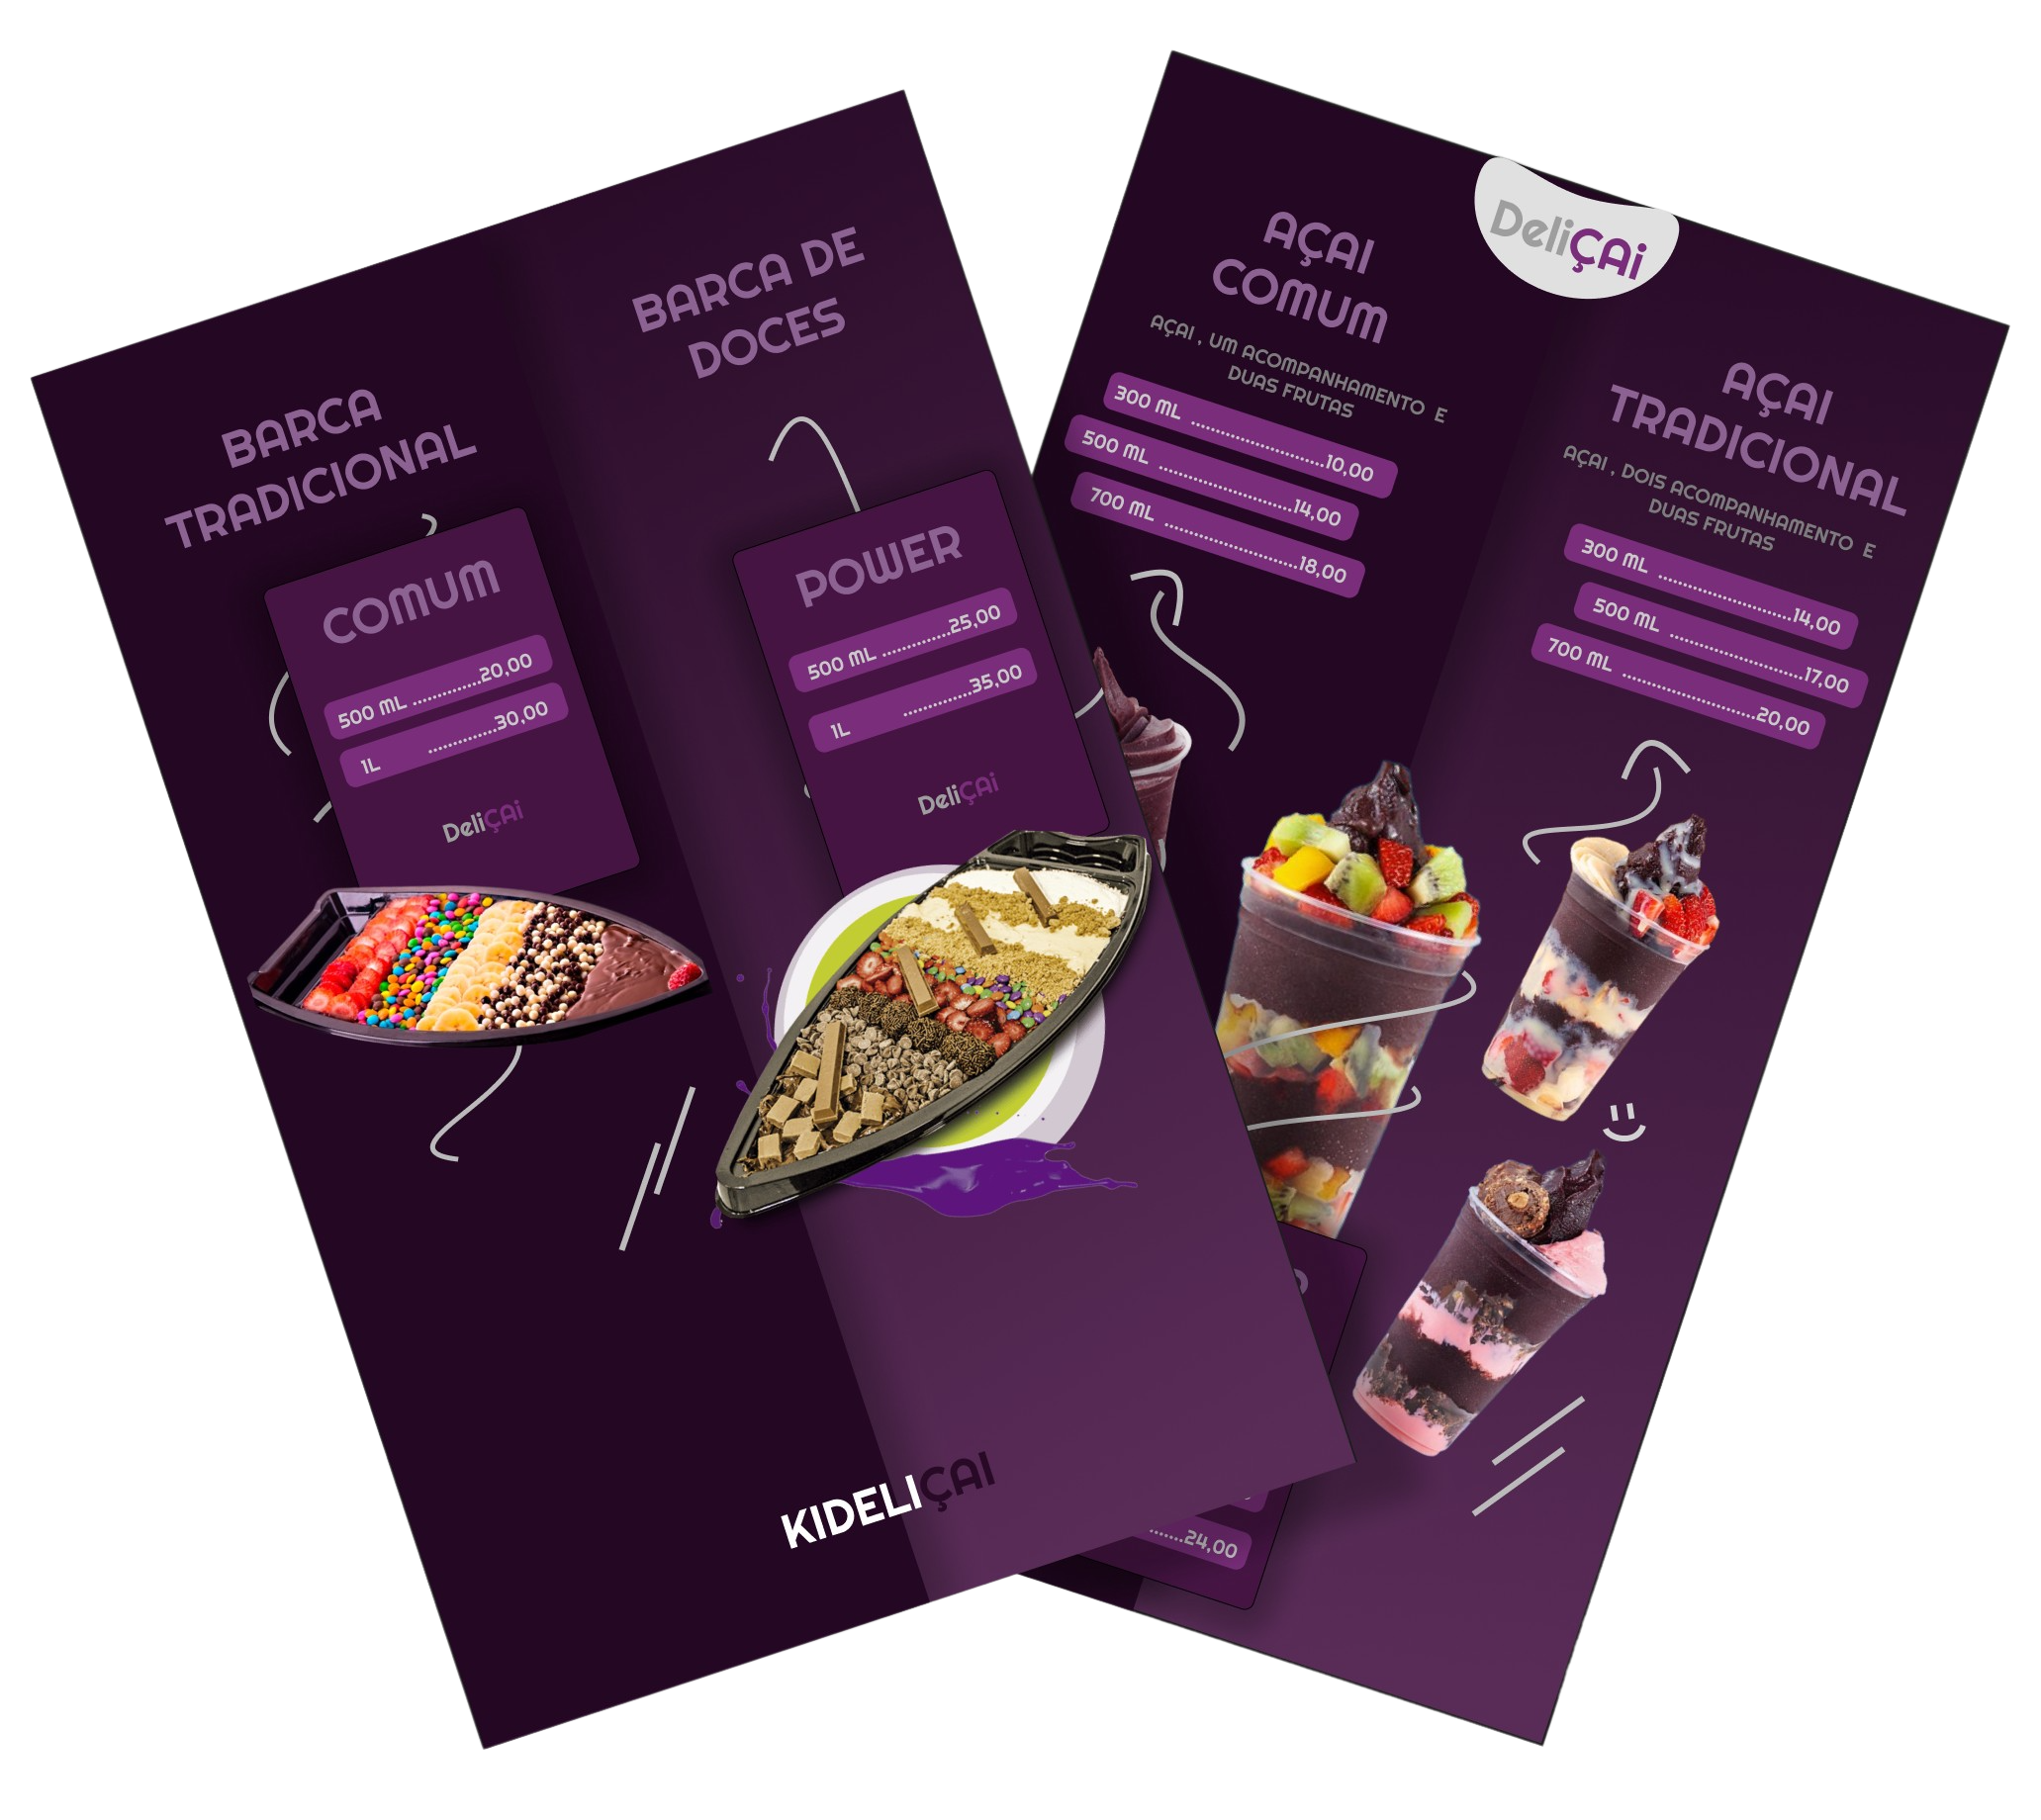 BARCA
TRADICIONAL
COMUM
500 ML ............20,00
1L ............30,00
DeliÇAi
BARCA DE
DOCES
POWER
500 ML ............25,00
1L ............35,00
DeliÇAi
KIDELIÇAI
DeliÇAi
AÇAI
COMUM
AÇAI , UM ACOMPANHAMENTO E
DUAS FRUTAS
300 ML ........................10,00
500 ML ........................14,00
700 ML ........................18,00
AÇAI
TRADICIONAL
AÇAI , DOIS ACOMPANHAMENTO E
DUAS FRUTAS
300 ML ........................14,00
500 ML ........................17,00
700 ML ........................20,00
.......24,00